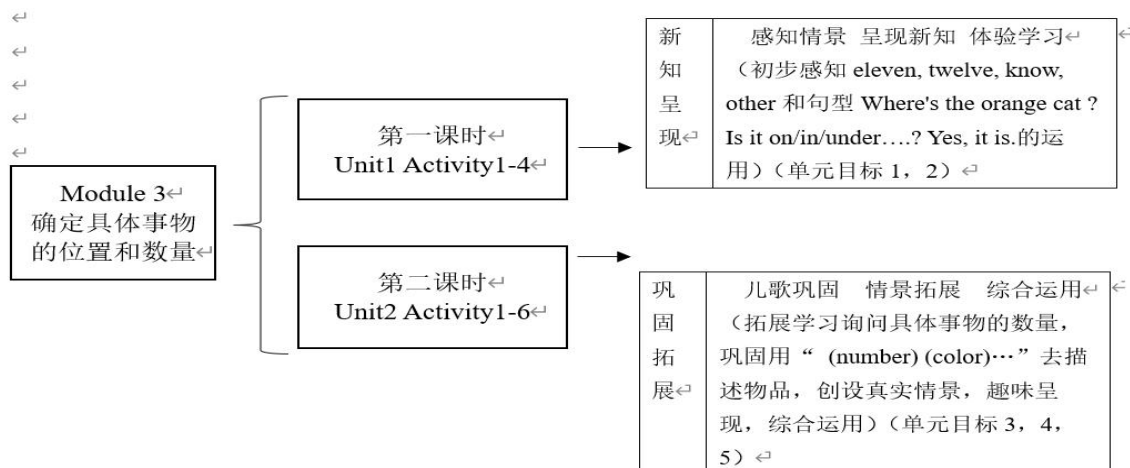 Module 3
确定具体事物
的位置和数量
第一课时
Unit1 Activity1-4
新
知
呈
现
感知情景 呈现新知 体验学习
（初步感知 eleven, twelve, know,
other 和句型 Where's the orange cat ?
Is it on/in/under….? Yes, it is.的运
用）（单元目标 1，2）
第二课时
Unit2 Activity1-6
巩
固
拓
展
儿歌巩固 情景拓展 综合运用
（拓展学习询问具体事物的数量，
巩固用“ (number) (color)…”去描
述物品，创设真实情景，趣味呈
现，综合运用）（单元目标 3，4，
5）